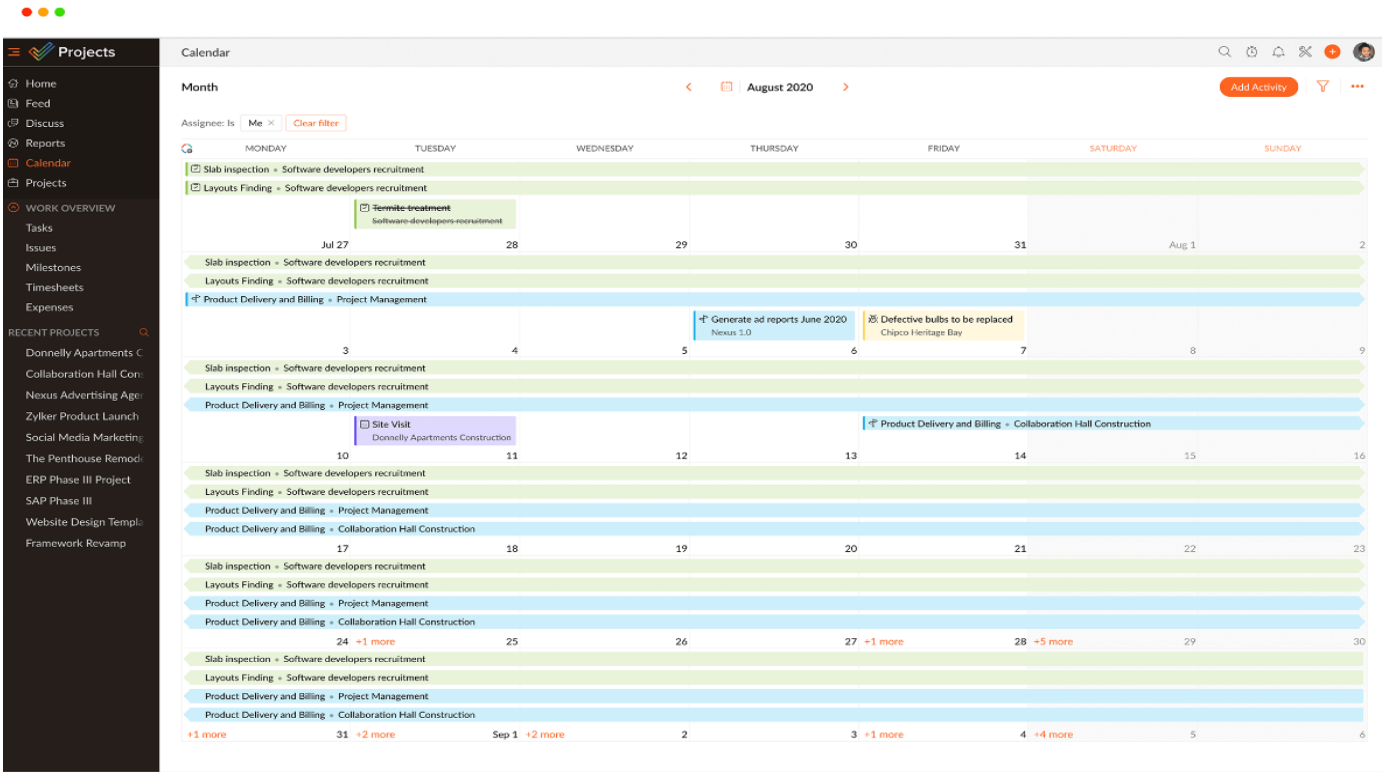 Projects
Calendar
Home
Feed
Discuss
Reports
Calendar
Projects
WORK OVERVIEW
Tasks
Issues
Milestones
Timesheets
Expenses
RECENT PROJECTS
Donnelly Apartments C
Collaboration Hall Con
Nexus Advertising Age
Zylker Product Launch
Social Media Marketing
The Penthouse Remod
ERP Phase III Project
SAP Phase III
Website Design Templa
Framework Revamp
Month
August 2020
Add Activity
Assignee: Is Me × Clear filter
MONDAY TUESDAY WEDNESDAY THURSDAY FRIDAY SATURDAY SUNDAY
Slab inspection • Software developers recruitment
Layouts Finding • Software developers recruitment
Termite treatment
Software developers recruitment
Jul 27 28 29 30 31 Aug 1 2
Slab inspection • Software developers recruitment
Layouts Finding • Software developers recruitment
Product Delivery and Billing • Project Management
Generate ad reports June 2020 Defective bulbs to be replaced
Nexus 1.0 Chipco Heritage Bay
3 4 5 6 7 8 9
Slab inspection • Software developers recruitment
Layouts Finding • Software developers recruitment
Product Delivery and Billing • Project Management
Site Visit Product Delivery and Billing • Collaboration Hall Construction
Donnelly Apartments Construction
10 11 12 13 14 15 16
Slab inspection • Software developers recruitment
Layouts Finding • Software developers recruitment
Product Delivery and Billing • Project Management
Product Delivery and Billing • Collaboration Hall Construction
17 18 19 20 21 22 23
Slab inspection • Software developers recruitment
Layouts Finding • Software developers recruitment
Product Delivery and Billing • Project Management
Product Delivery and Billing • Collaboration Hall Construction
24 +1 more 25 26 27 +1 more 28 +5 more 29 30
Slab inspection • Software developers recruitment
Layouts Finding • Software developers recruitment
Product Delivery and Billing • Project Management
Product Delivery and Billing • Collaboration Hall Construction
+1 more 31 +2 more Sep 1 +2 more 2 3 +1 more 4 +4 more 5 6